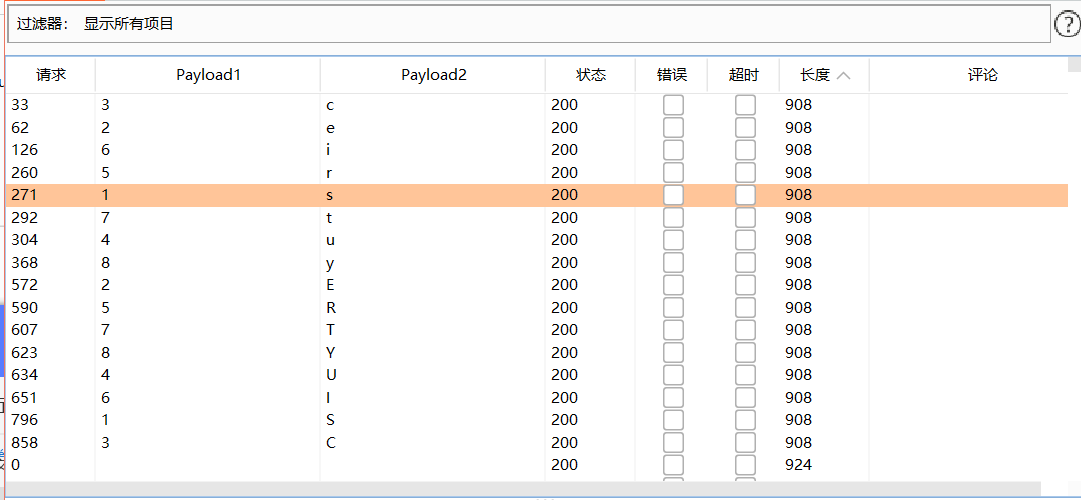 过滤器: 显示所有项目
请求 Payload1 Payload2 状态 错误 超时 长度 评论
33 3 c 200 908
62 2 e 200 908
126 6 i 200 908
260 5 r 200 908
271 1 s 200 908
292 7 t 200 908
304 4 u 200 908
368 8 y 200 908
572 2 E 200 908
590 5 R 200 908
607 7 T 200 908
623 8 Y 200 908
634 4 U 200 908
651 6 I 200 908
796 1 S 200 908
858 3 C 200 908
0 200 924